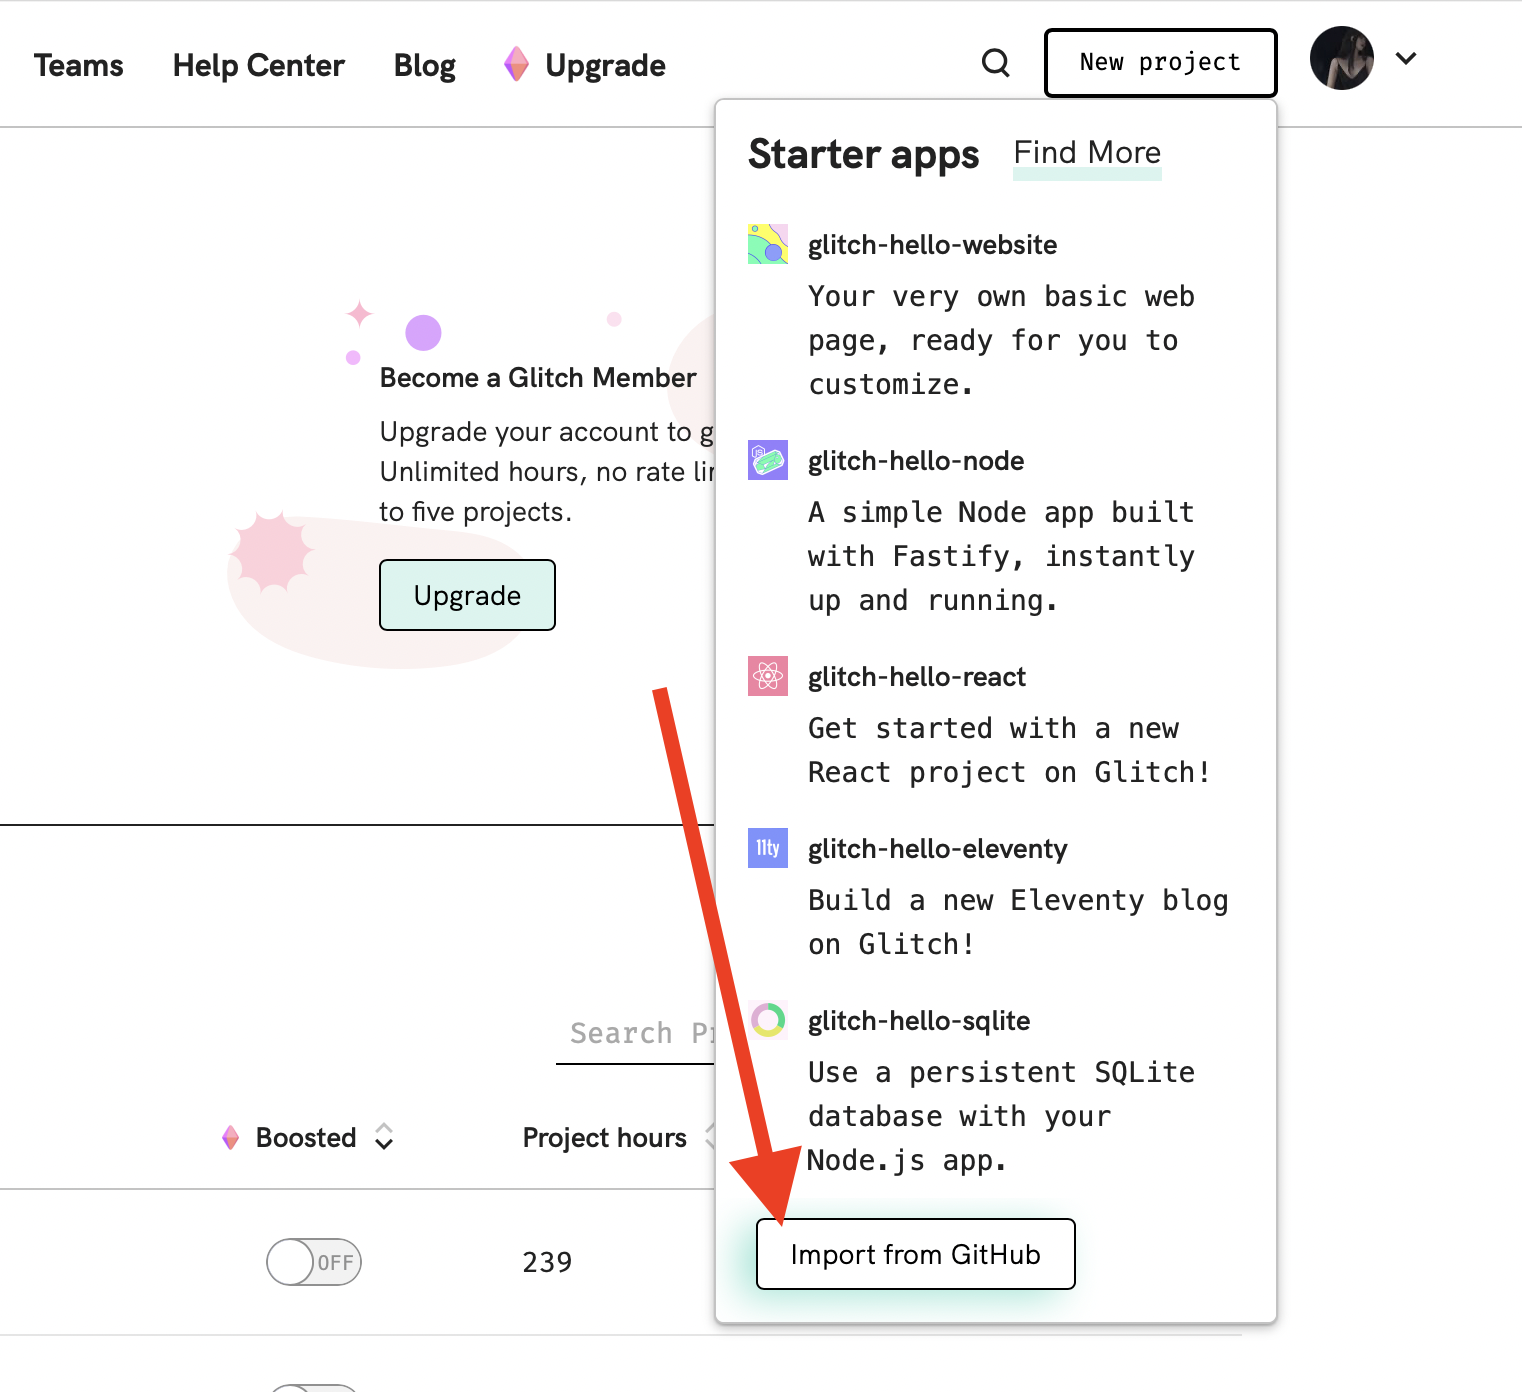 Teams Help Center Blog Upgrade New project
Starter apps Find More
glitch-hello-website
Your very own basic web
page, ready for you to
customize.
glitch-hello-node
A simple Node app built
with Fastify, instantly
up and running.
glitch-hello-react
Get started with a new
React project on Glitch!
11ty
glitch-hello-eleventy
Build a new Eleventy blog
on Glitch!
glitch-hello-sqlite
Use a persistent SQLite
database with your
Node.js app.
Import from GitHub
Become a Glitch Member
Upgrade your account to
Unlimited hours, no rate
to five projects.
Upgrade
Search
Boosted Project hours
OFF 239